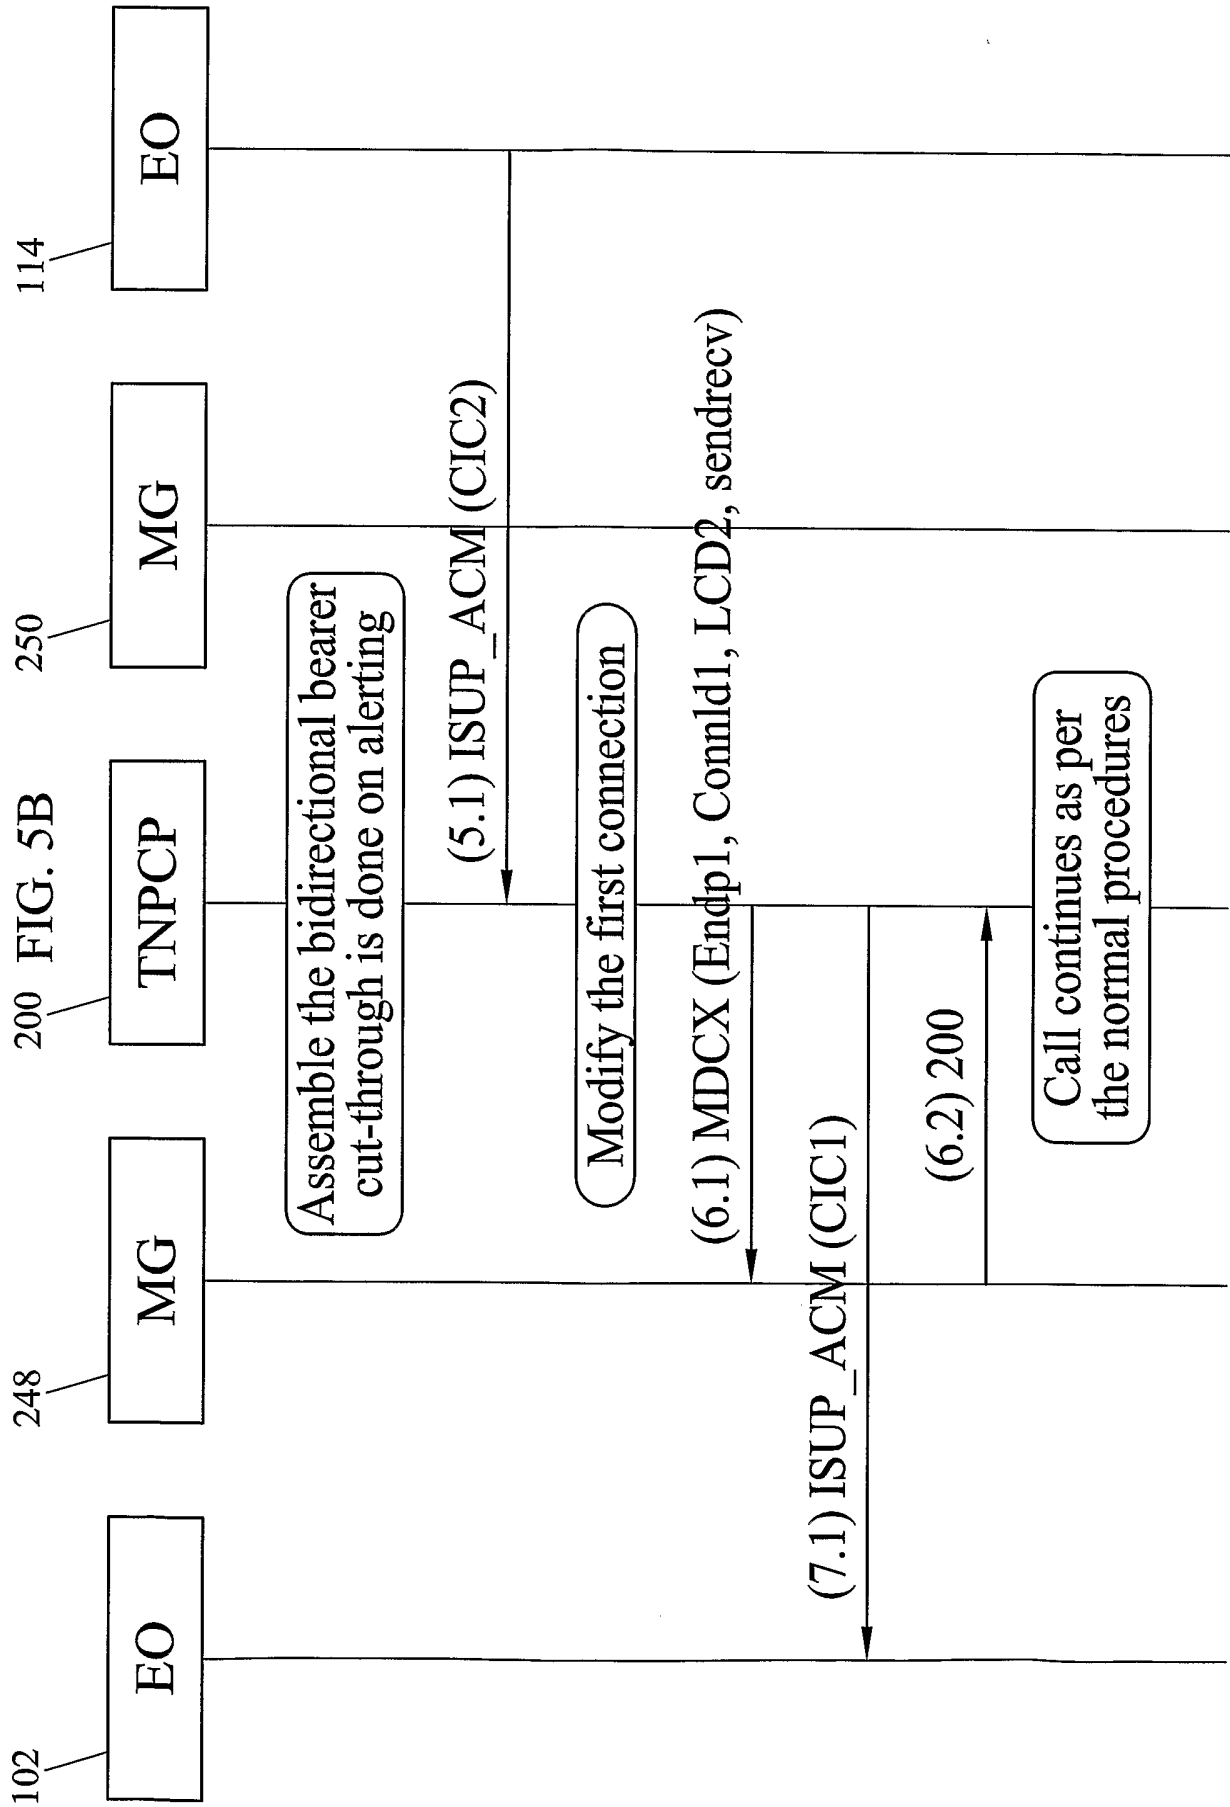 FIG. 5B
102
248
200
250
114
EO
MG
TNPCP
MG
EO
Assemble the bidirectional bearer
cut-through is done on alerting
(5.1) ISUP_ACM (CIC2)
Modify the first connection
(6.1) MDCX (Endp1, Connld1, LCD2, sendrecv)
(7.1) ISUP_ACM (CIC1)
(6.2) 200
Call continues as per
the normal procedures